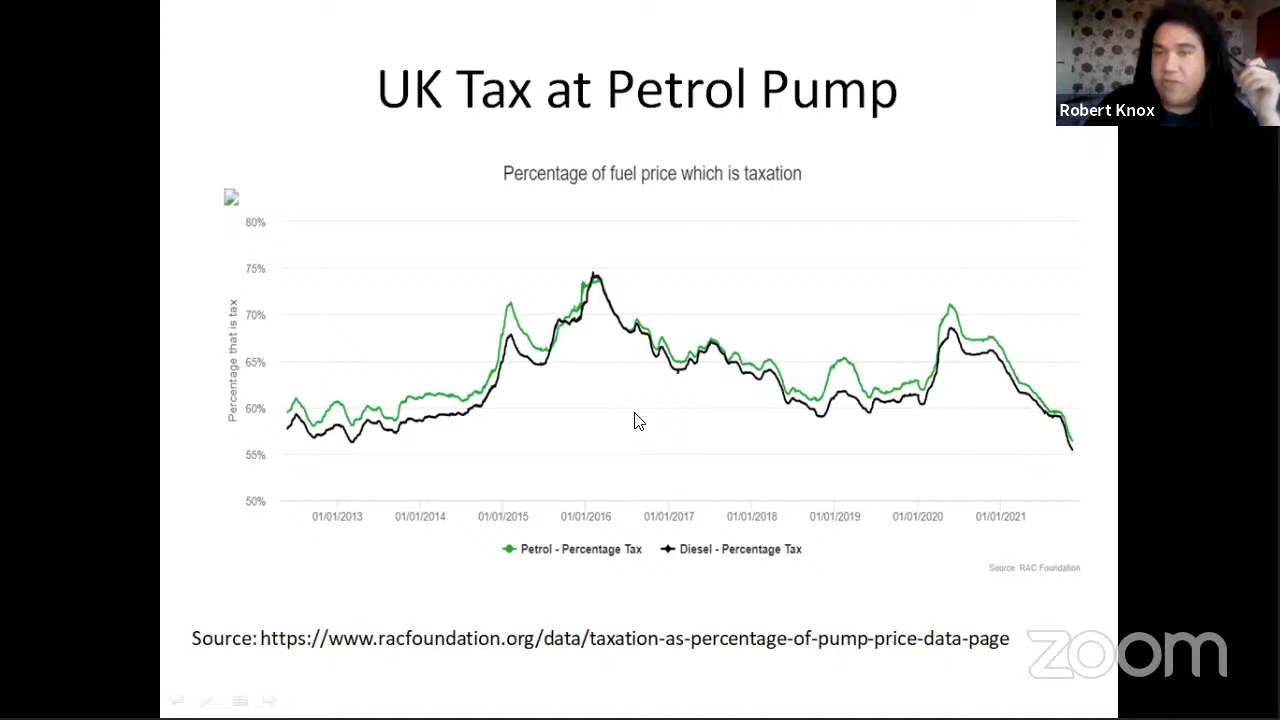 UK Tax at Petrol Pump
Robert Knox
Percentage of fuel price which is taxation
Percentage that is tax
80%
75%
70%
65%
60%
55%
50%
01/01/2013 01/01/2014 01/01/2015 01/01/2016 01/01/2017 01/01/2018 01/01/2019 01/01/2020 01/01/2021
Petrol - Percentage Tax Diesel - Percentage Tax
Source: RAC Foundation
Source: https://www.racfoundation.org/data/taxation-as-percentage-of-pump-price-data-page
zoom